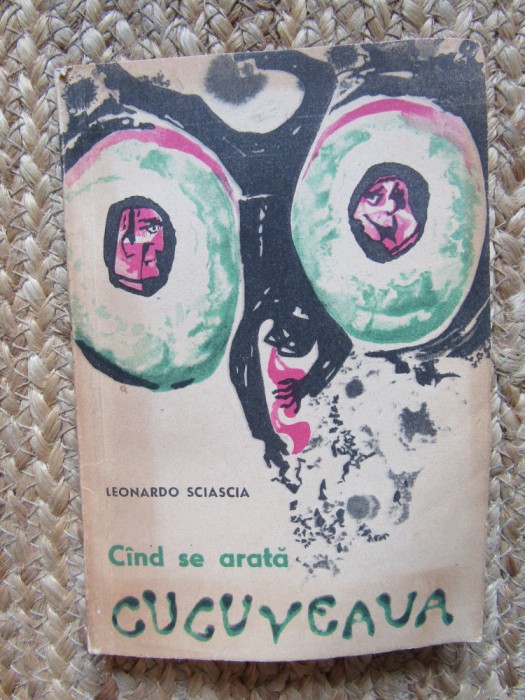 LEONARDO SCIASCIA
Cînd se arată
CUCUVEAUA